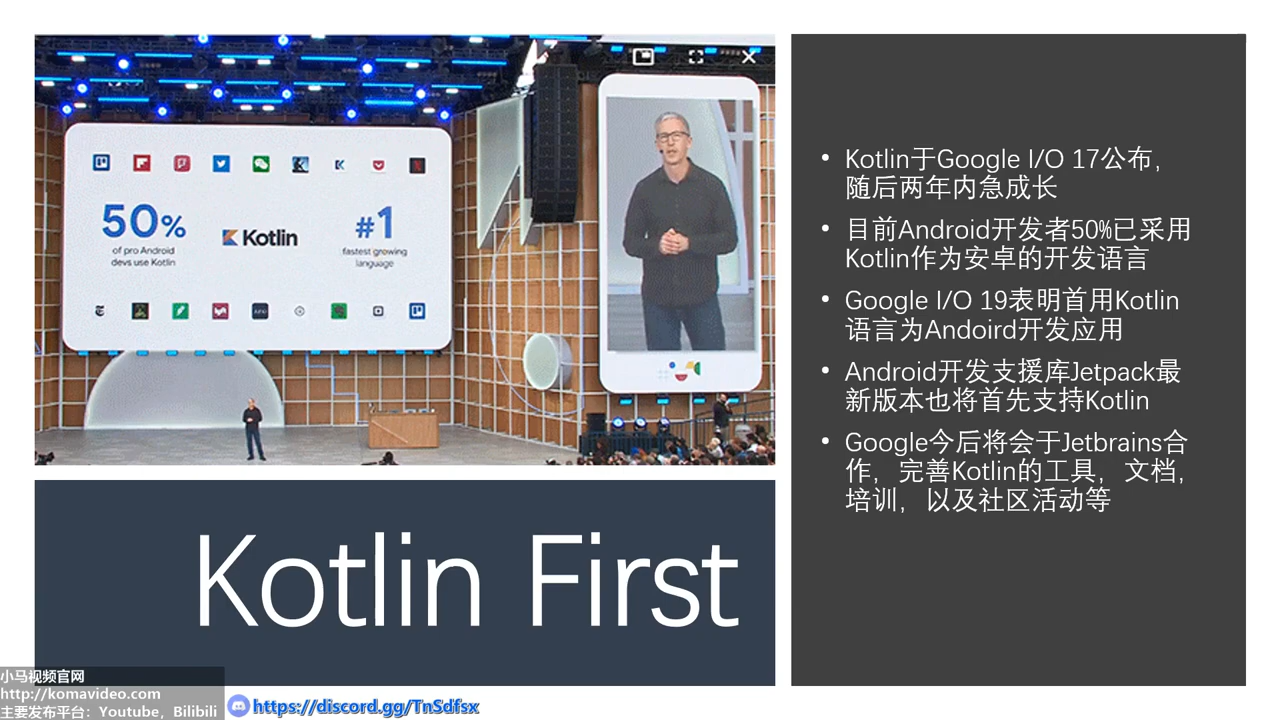 50%
of pro Android
devs use Kotlin
Kotlin
#1
fastest growing
language
Kotlin First
• Kotlin于Google I/O 17公布，
随后两年内急成长
• 目前Android开发者50%已采用
Kotlin作为安卓的开发语言
• Google I/O 19表明首用Kotlin
语言为Andoird开发应用
• Android开发支援库Jetpack最
新版本也将首先支持Kotlin
• Google今后将会于Jetbrains合
作，完善Kotlin的工具，文档，
培训，以及社区活动等
小马视频官网
http://komavideo.com
主要发布平台：Youtube，Bilibili
https://discord.gg/TnSdfsx